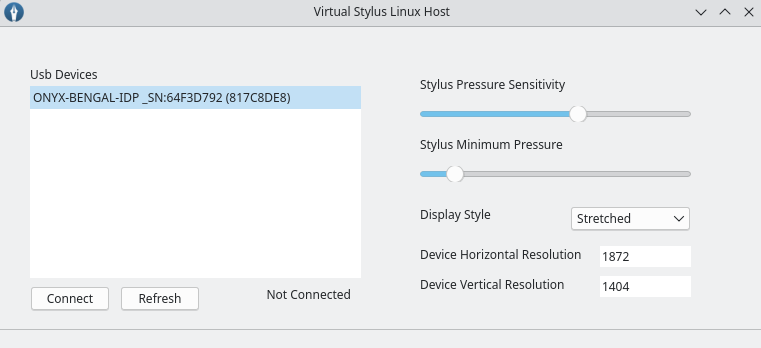 Virtual Stylus Linux Host
Usb Devices
ONYX-BENGAL-IDP _SN:64F3D792 (817C8DE8)
Connect
Refresh
Not Connected
Stylus Pressure Sensitivity
Stylus Minimum Pressure
Display Style
Stretched
Device Horizontal Resolution
1872
Device Vertical Resolution
1404